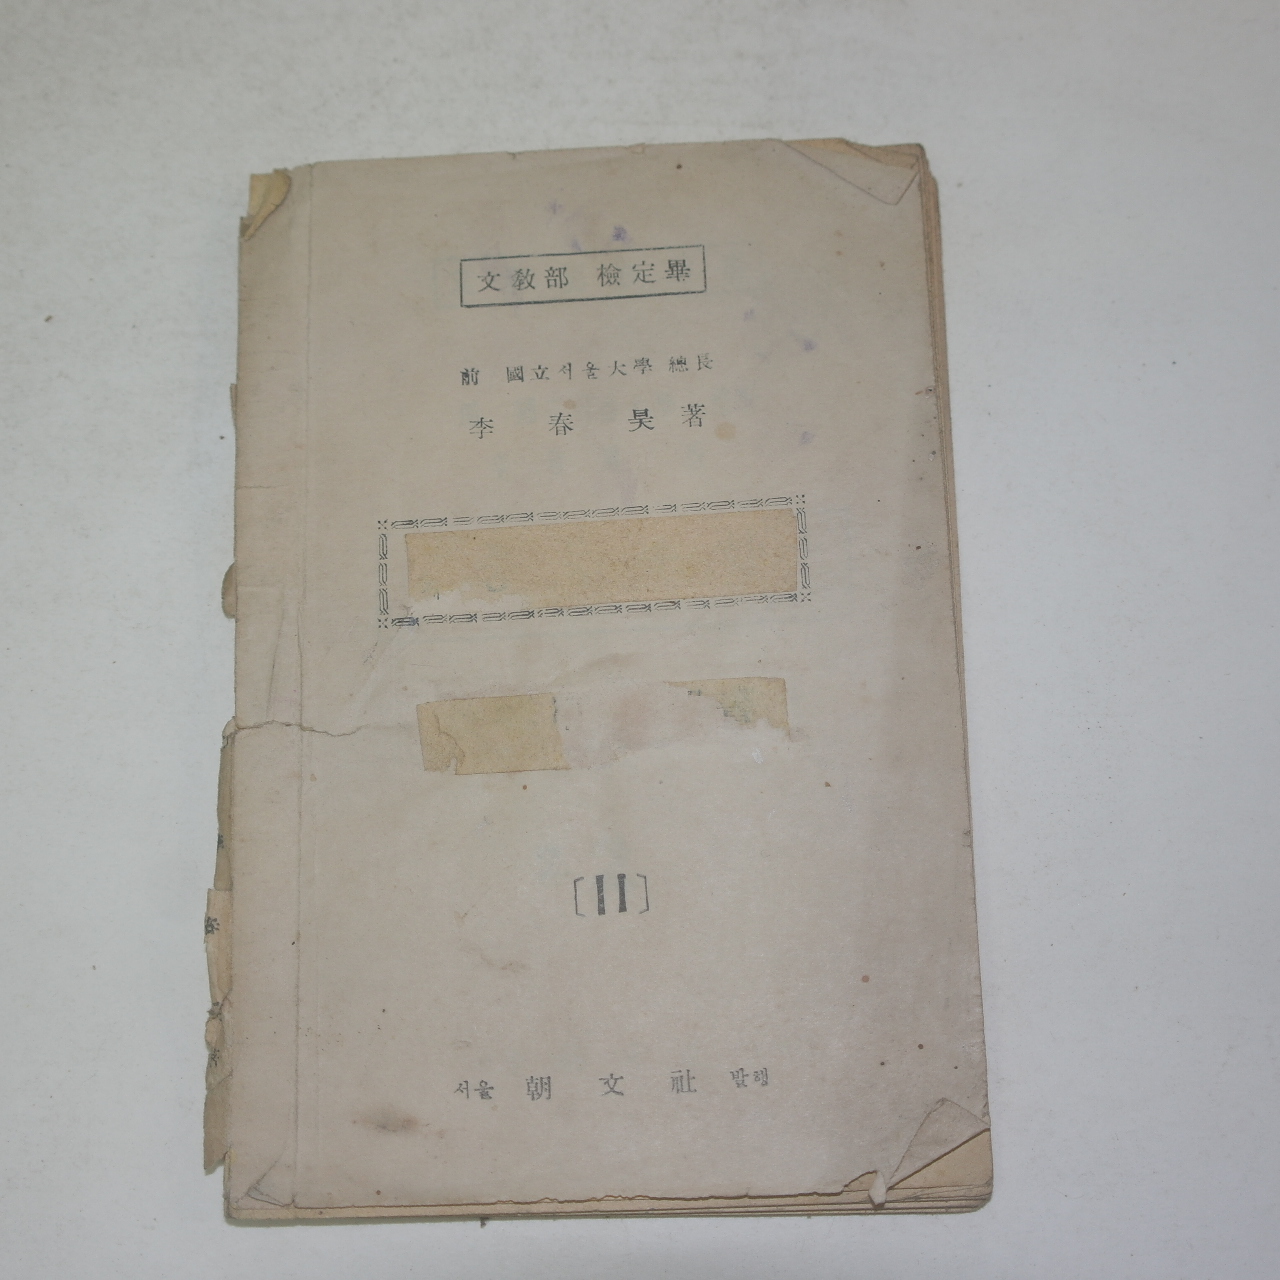 文敎部 檢定畢
前 國立서울大學 總長
李春昊 著
〔II〕
서울 朝文社 발행